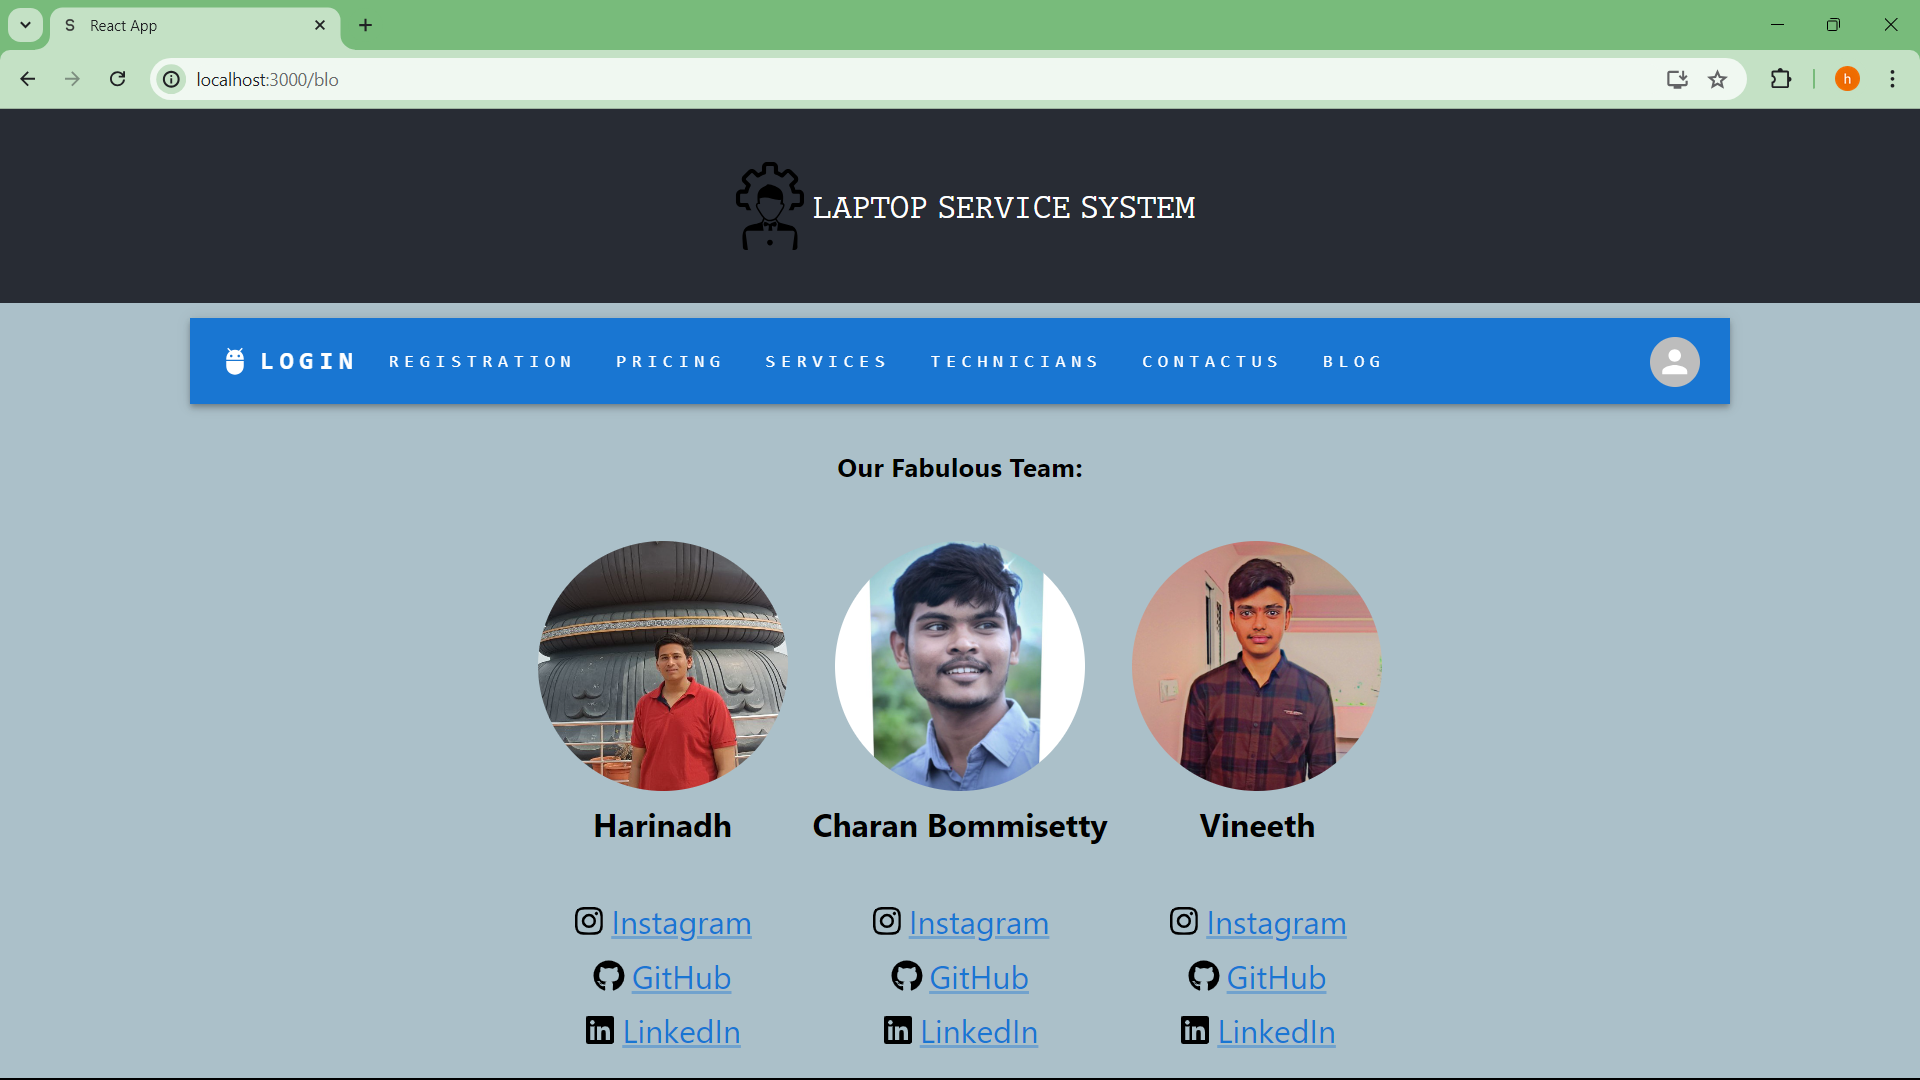 S React App
localhost:3000/blo
h
LAPTOP SERVICE SYSTEM
LOGIN REGISTRATION PRICING SERVICES TECHNICIANS CONTACTUS BLOG
Our Fabulous Team:
Harinadh Charan Bommisetty Vineeth
Instagram Instagram Instagram
GitHub GitHub GitHub
LinkedIn LinkedIn LinkedIn